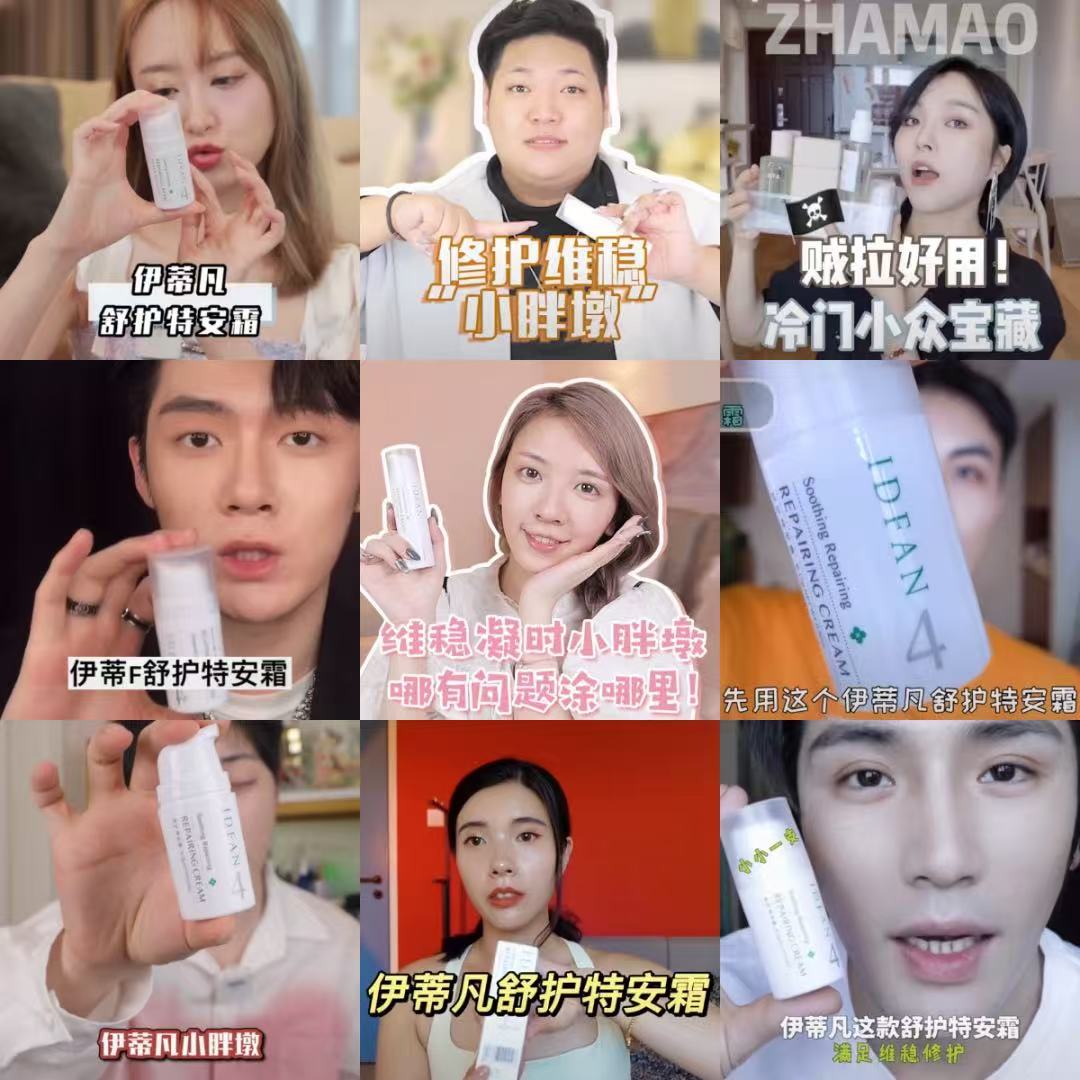 伊蒂凡
舒护特安霜
修护维稳
"小胖墩"
ZHAMAO
贼拉好用！
冷门小众宝藏
伊蒂F舒护特安霜
IDFAN
维稳凝时小胖墩
哪有问题涂哪里！
霜
IDFAN 4
Soothing Repairing
REPAIRING CREAM
先用这个伊蒂凡舒护特安霜
IDFAN 4
Soothing Repairing
REPAIRING CREAM
伊蒂凡小胖墩
伊蒂凡舒护特安霜
小小一支
IDFAN 4
Soothing Repairing
REPAIRING CREAM
伊蒂凡这款舒护特安霜
满足维稳修护